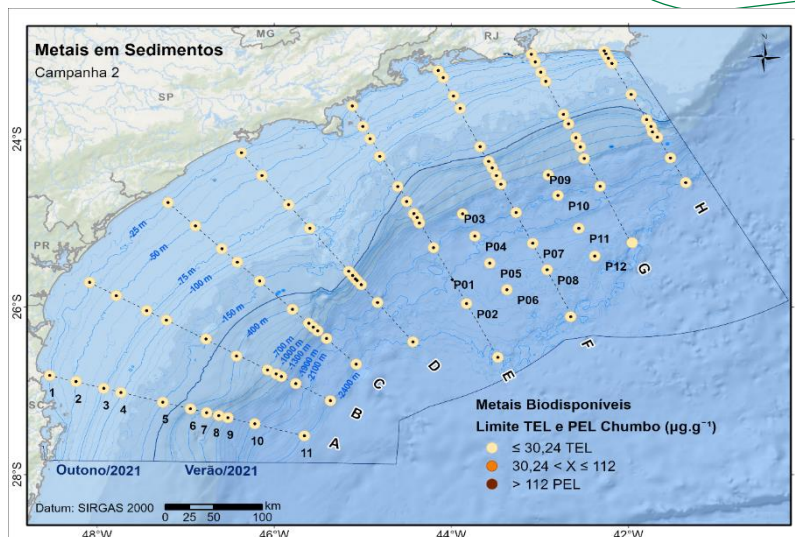 MG
RJ
Metais em Sedimentos
Campanha 2
SP
N
24°S
24°S
-25 m
-50 m
-75 m
-100 m
PR
P09
P10
P03
H
P04
P07
P11
P05
P12
G
P01
P08
P06
26°S
26°S
-150 m
-400 m
P02
-700 m
-1000 m
-1300 m
-1900 m
-2100 m
-2400 m
F
D
E
C
SC
1
2
3
4
5
6
7
8
9
10
11
B
A
Metais Biodisponíveis
Limite TEL e PEL Chumbo (µg.g⁻¹)
≤ 30,24 TEL
30,24 < X ≤ 112
> 112 PEL
Outono/2021
Verão/2021
28°S
28°S
Datum: SIRGAS 2000
0 25 50 100
km
48°W
46°W
44°W
42°W